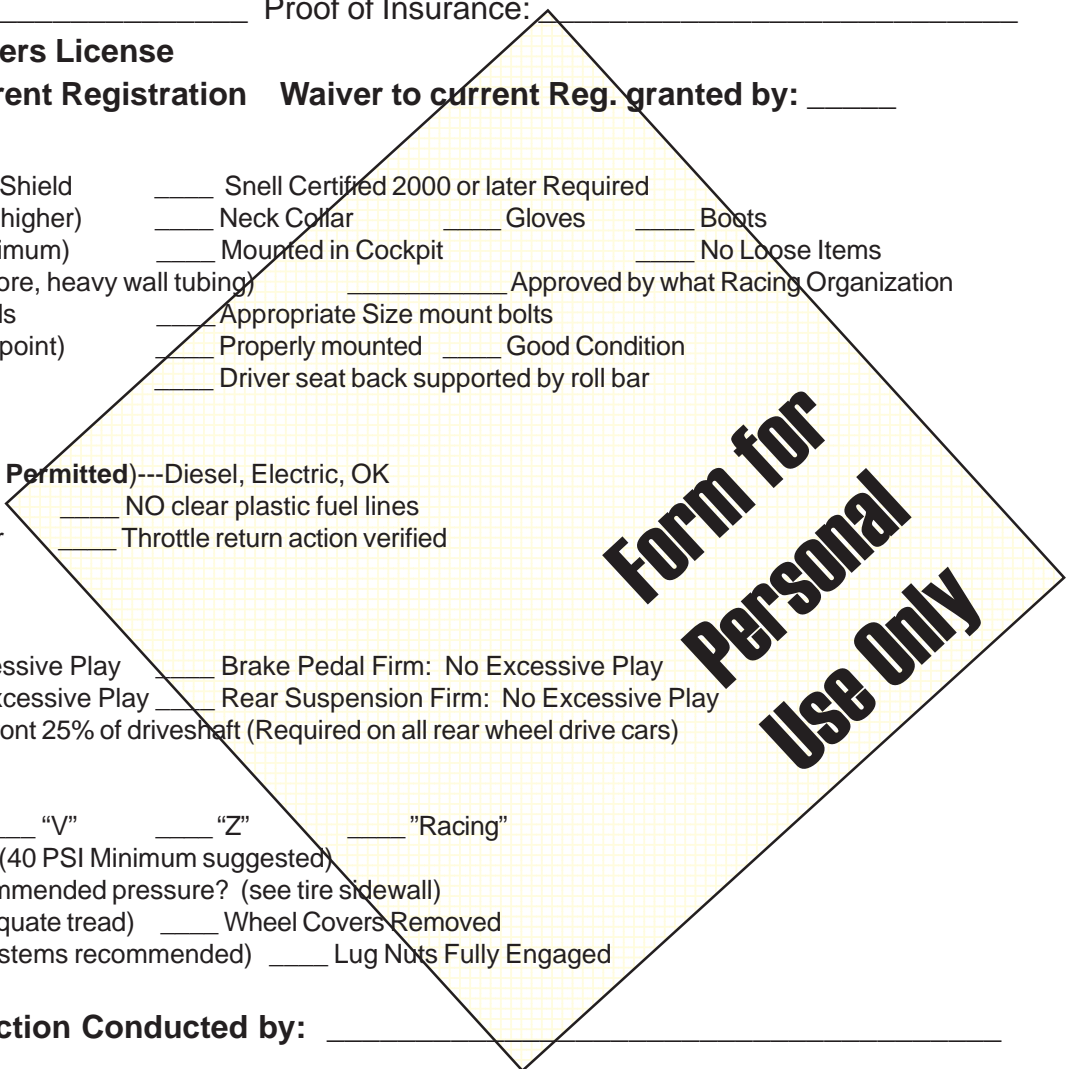 _________________ Proof of Insurance: ________________________________
ers License
rent Registration Waiver to current Reg. granted by: _____
Shield ____ Snell Certified 2000 or later Required
higher) ____ Neck Collar ____ Gloves ____ Boots
imum) ____ Mounted in Cockpit ____ No Loose Items
ore, heavy wall tubing) ___________ Approved by what Racing Organization
ls ____ Appropriate Size mount bolts
point) ____ Properly mounted ____ Good Condition
____ Driver seat back supported by roll bar
Permitted)---Diesel, Electric, OK
____ NO clear plastic fuel lines
r ____ Throttle return action verified
essive Play ____ Brake Pedal Firm: No Excessive Play
xcessive Play ____ Rear Suspension Firm: No Excessive Play
ont 25% of driveshaft (Required on all rear wheel drive cars)
___ “V” ____ “Z” ____ ”Racing”
(40 PSI Minimum suggested)
mmended pressure? (see tire sidewall)
quate tread) ____ Wheel Covers Removed
stems recommended) ____ Lug Nuts Fully Engaged
ction Conducted by: ______________________________________
Form for
Personal
Use Only